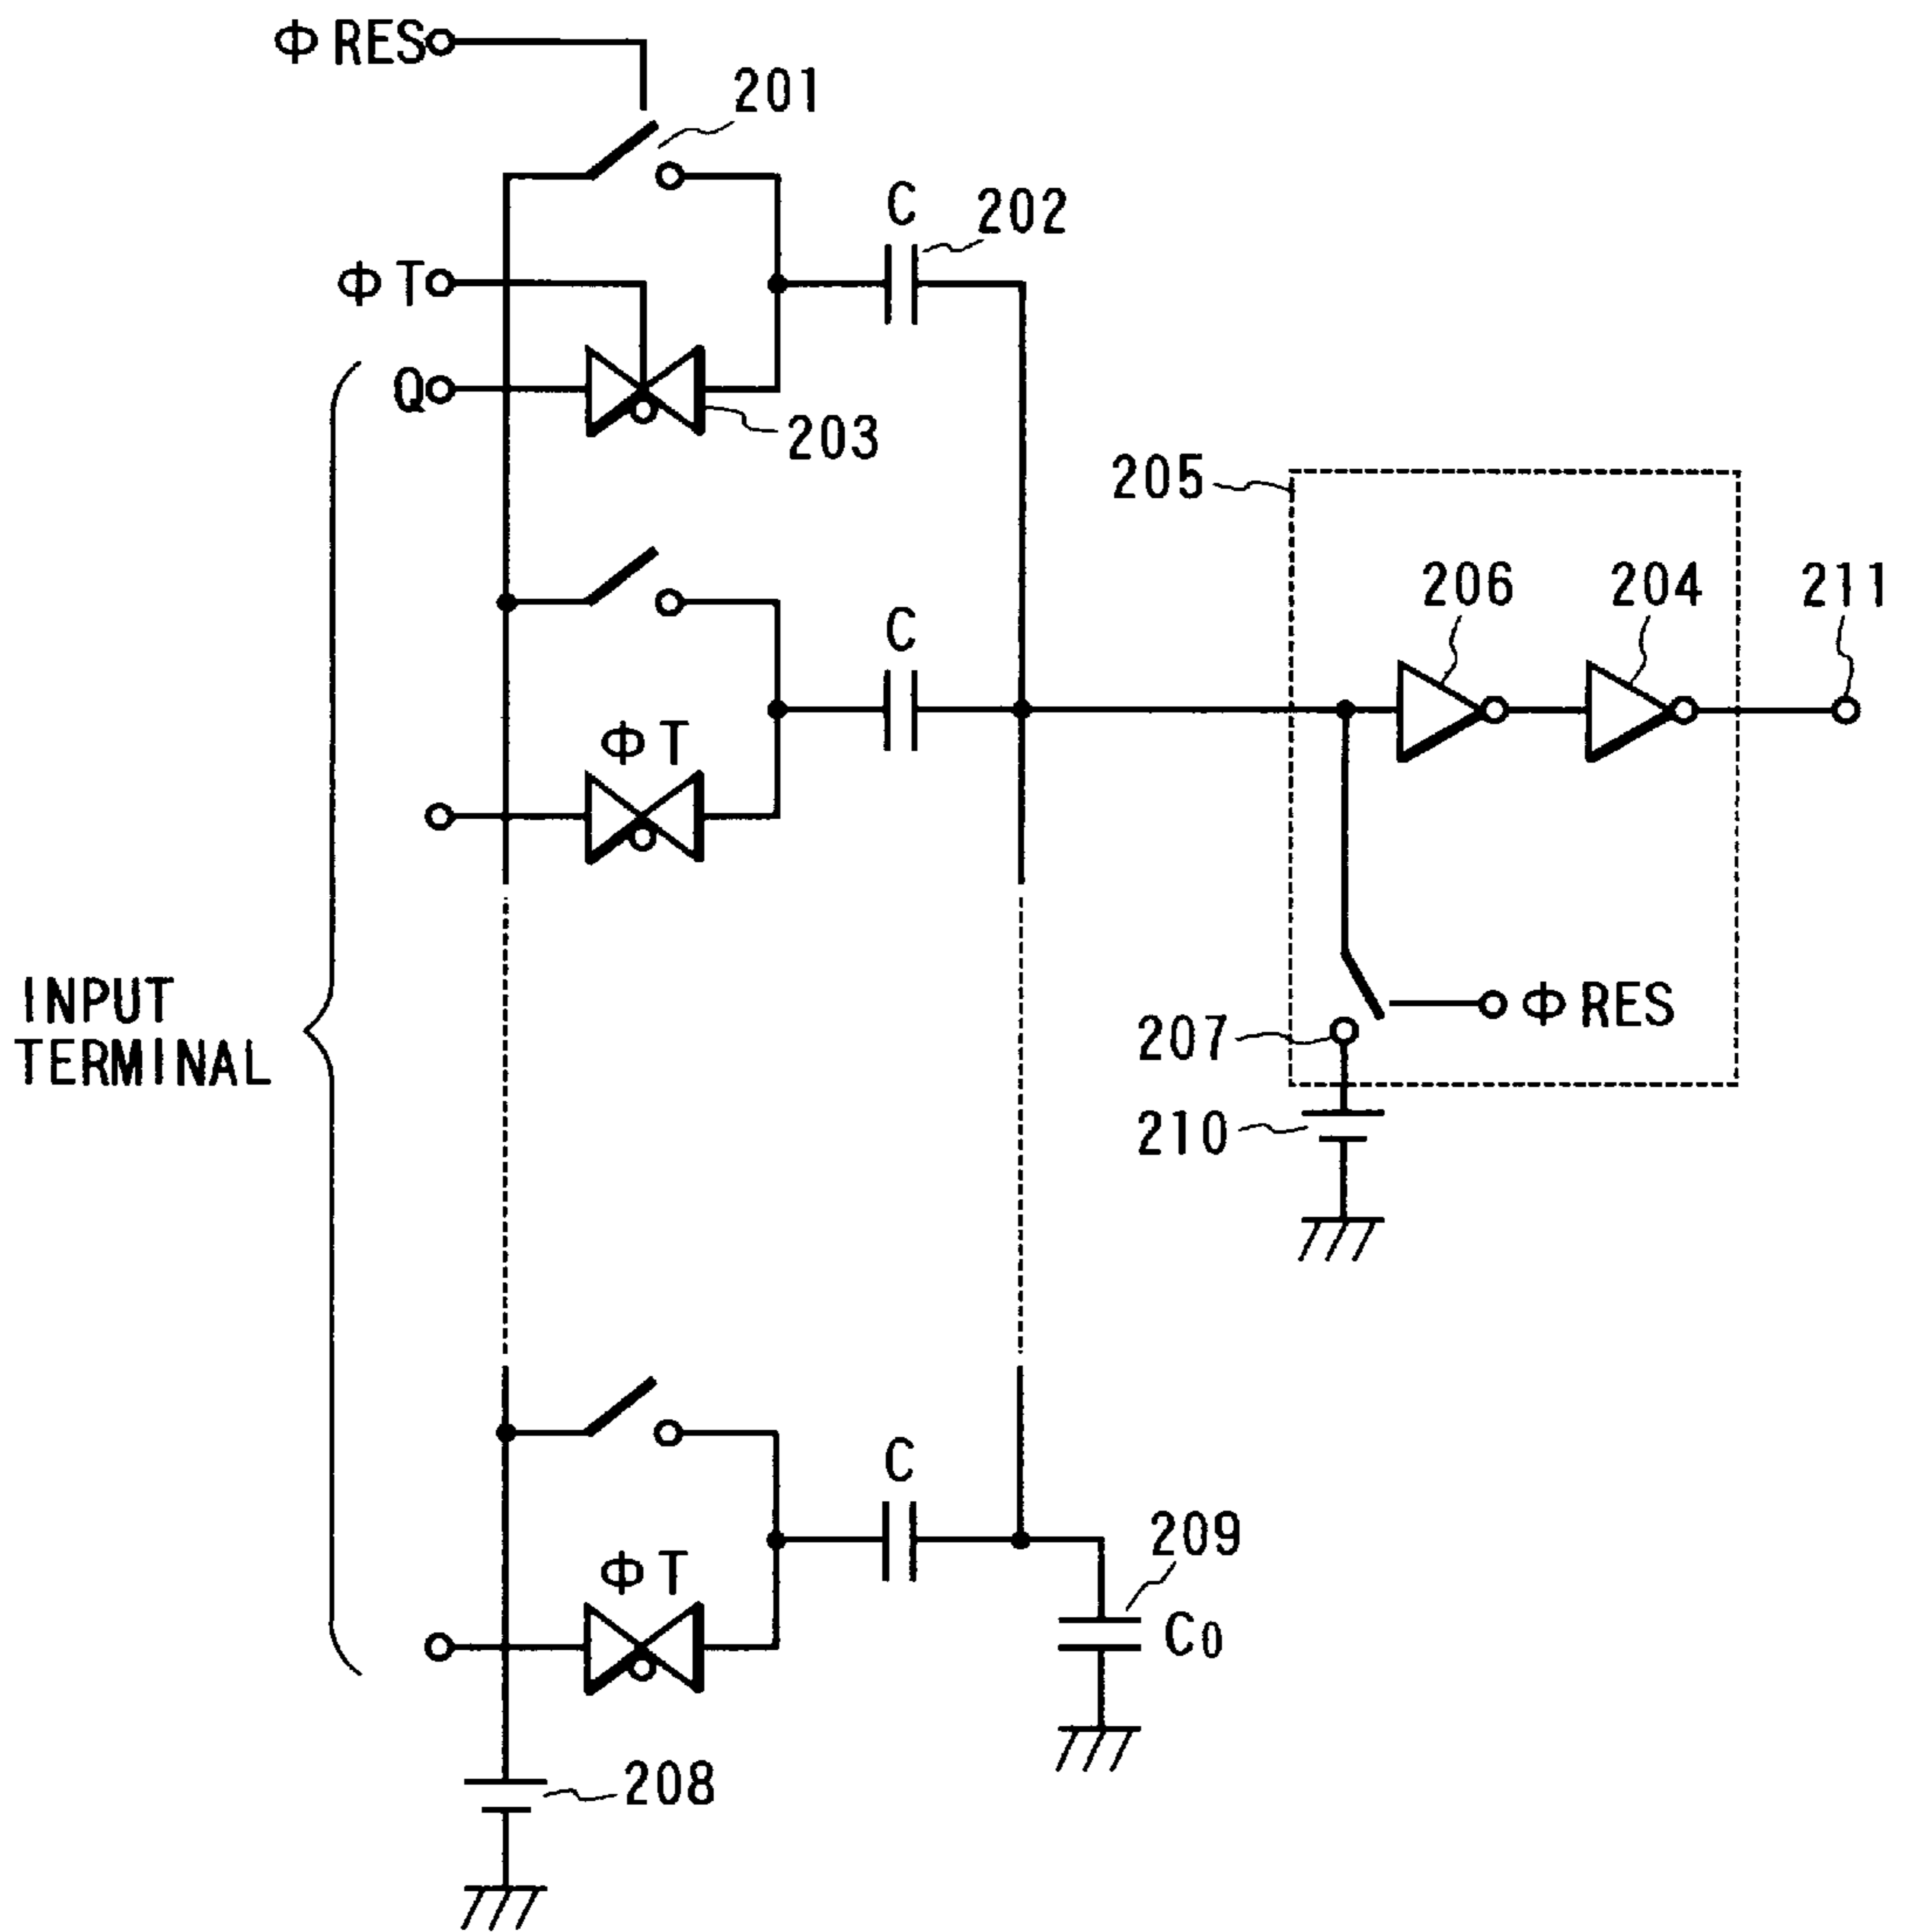 Φ RES
201
C
202
Φ T
Q
203
205
206
204
211
C
Φ T
INPUT
TERMINAL
Φ RES
207
210
C
209
Φ T
C0
208